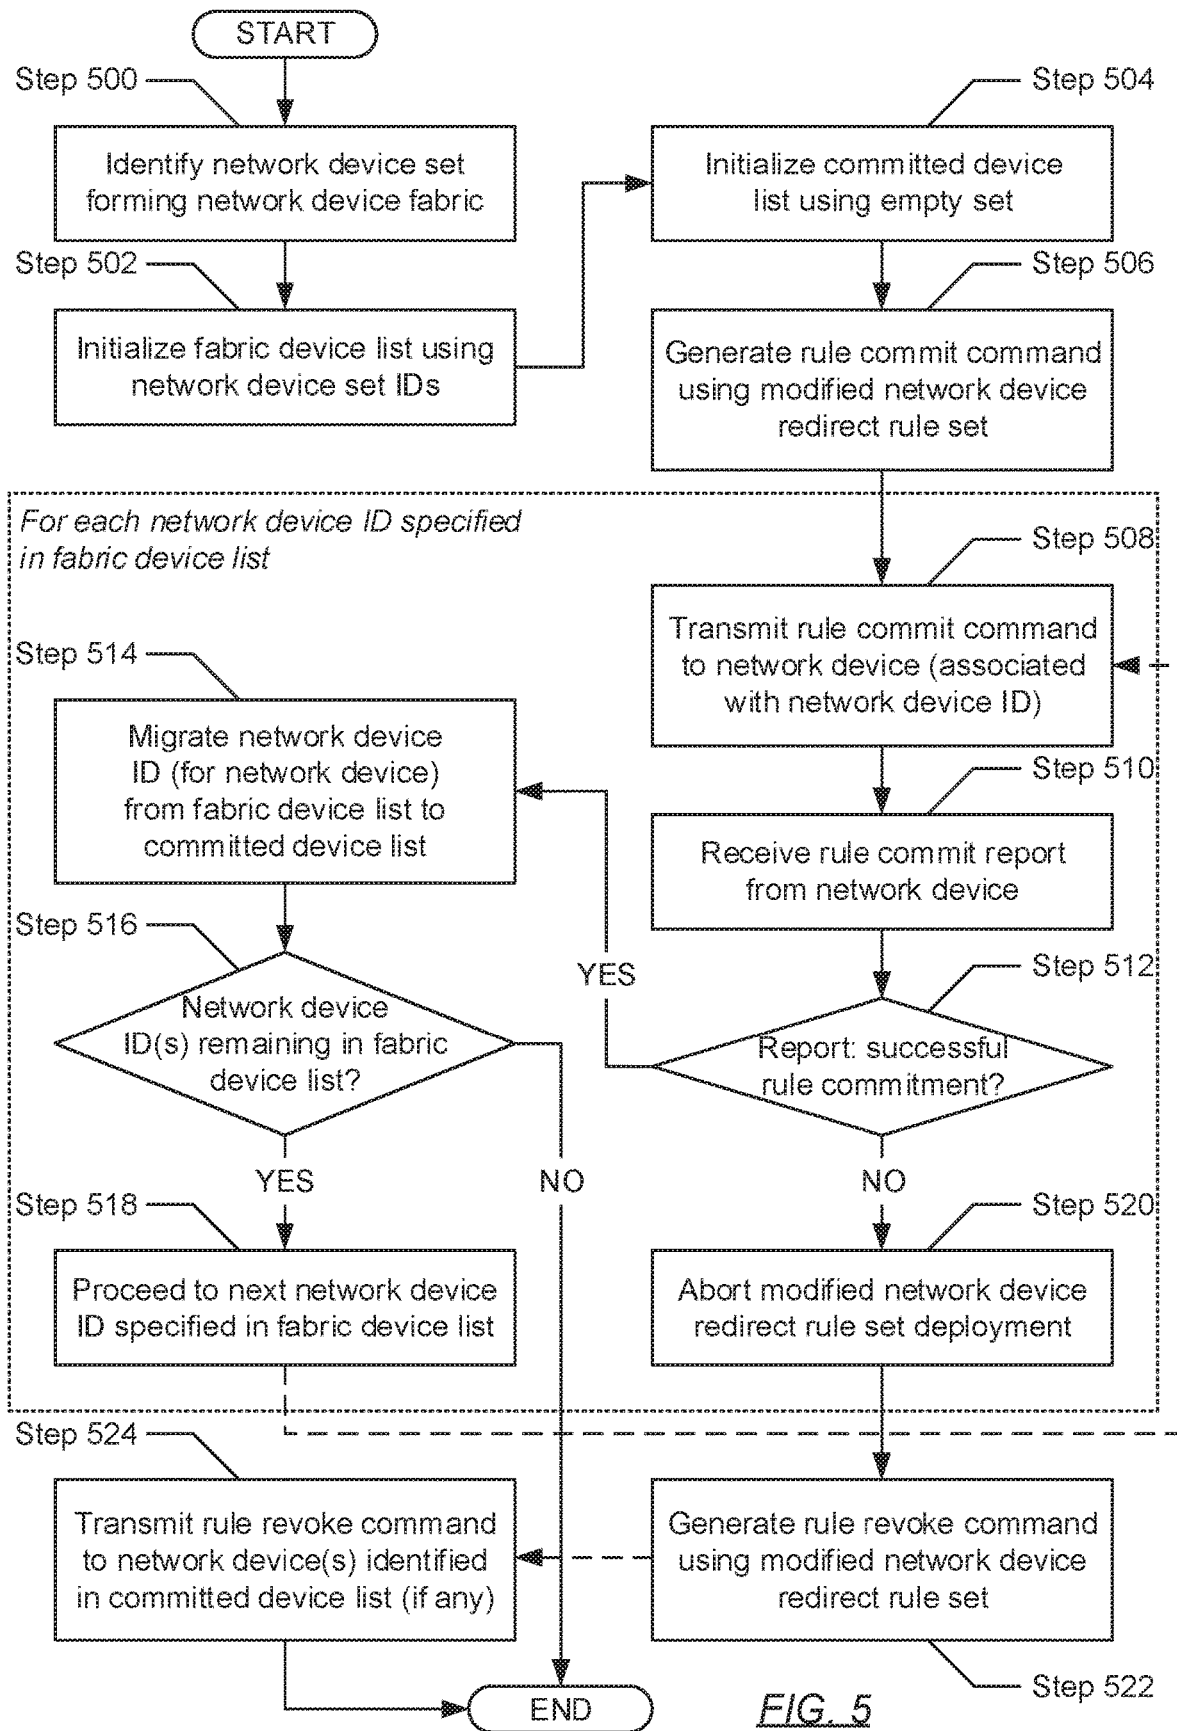 START
Step 500
Identify network device set
forming network device fabric
Step 502
Initialize fabric device list using
network device set IDs
Step 504
Initialize committed device
list using empty set
Step 506
Generate rule commit command
using modified network device
redirect rule set
For each network device ID specified
in fabric device list
Step 508
Transmit rule commit command
to network device (associated
with network device ID)
Step 510
Receive rule commit report
from network device
Step 512
Report: successful
rule commitment?
YES
NO
Step 514
Migrate network device
ID (for network device)
from fabric device list to
committed device list
Step 516
Network device
ID(s) remaining in fabric
device list?
YES
NO
Step 518
Proceed to next network device
ID specified in fabric device list
Step 520
Abort modified network device
redirect rule set deployment
Step 522
Generate rule revoke command
using modified network device
redirect rule set
Step 524
Transmit rule revoke command
to network device(s) identified
in committed device list (if any)
END
FIG. 5